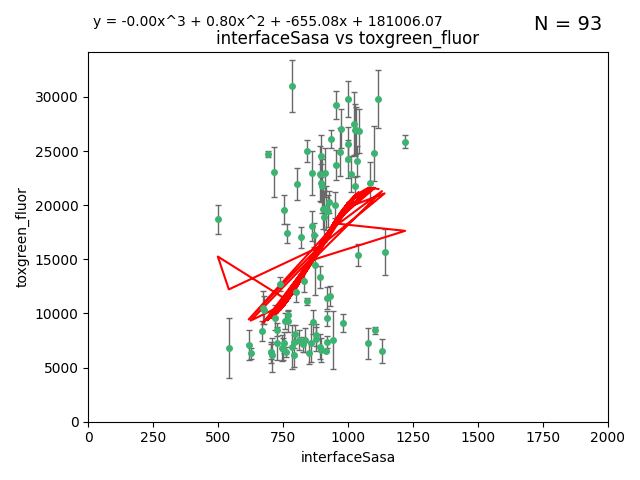 y = -0.00x^3 + 0.80x^2 + -655.08x + 181006.07
N = 93
interfaceSasa vs toxgreen_fluor
30000
25000
20000
15000
10000
5000
0
toxgreen_fluor
0 250 500 750 1000 1250 1500 1750 2000
interfaceSasa